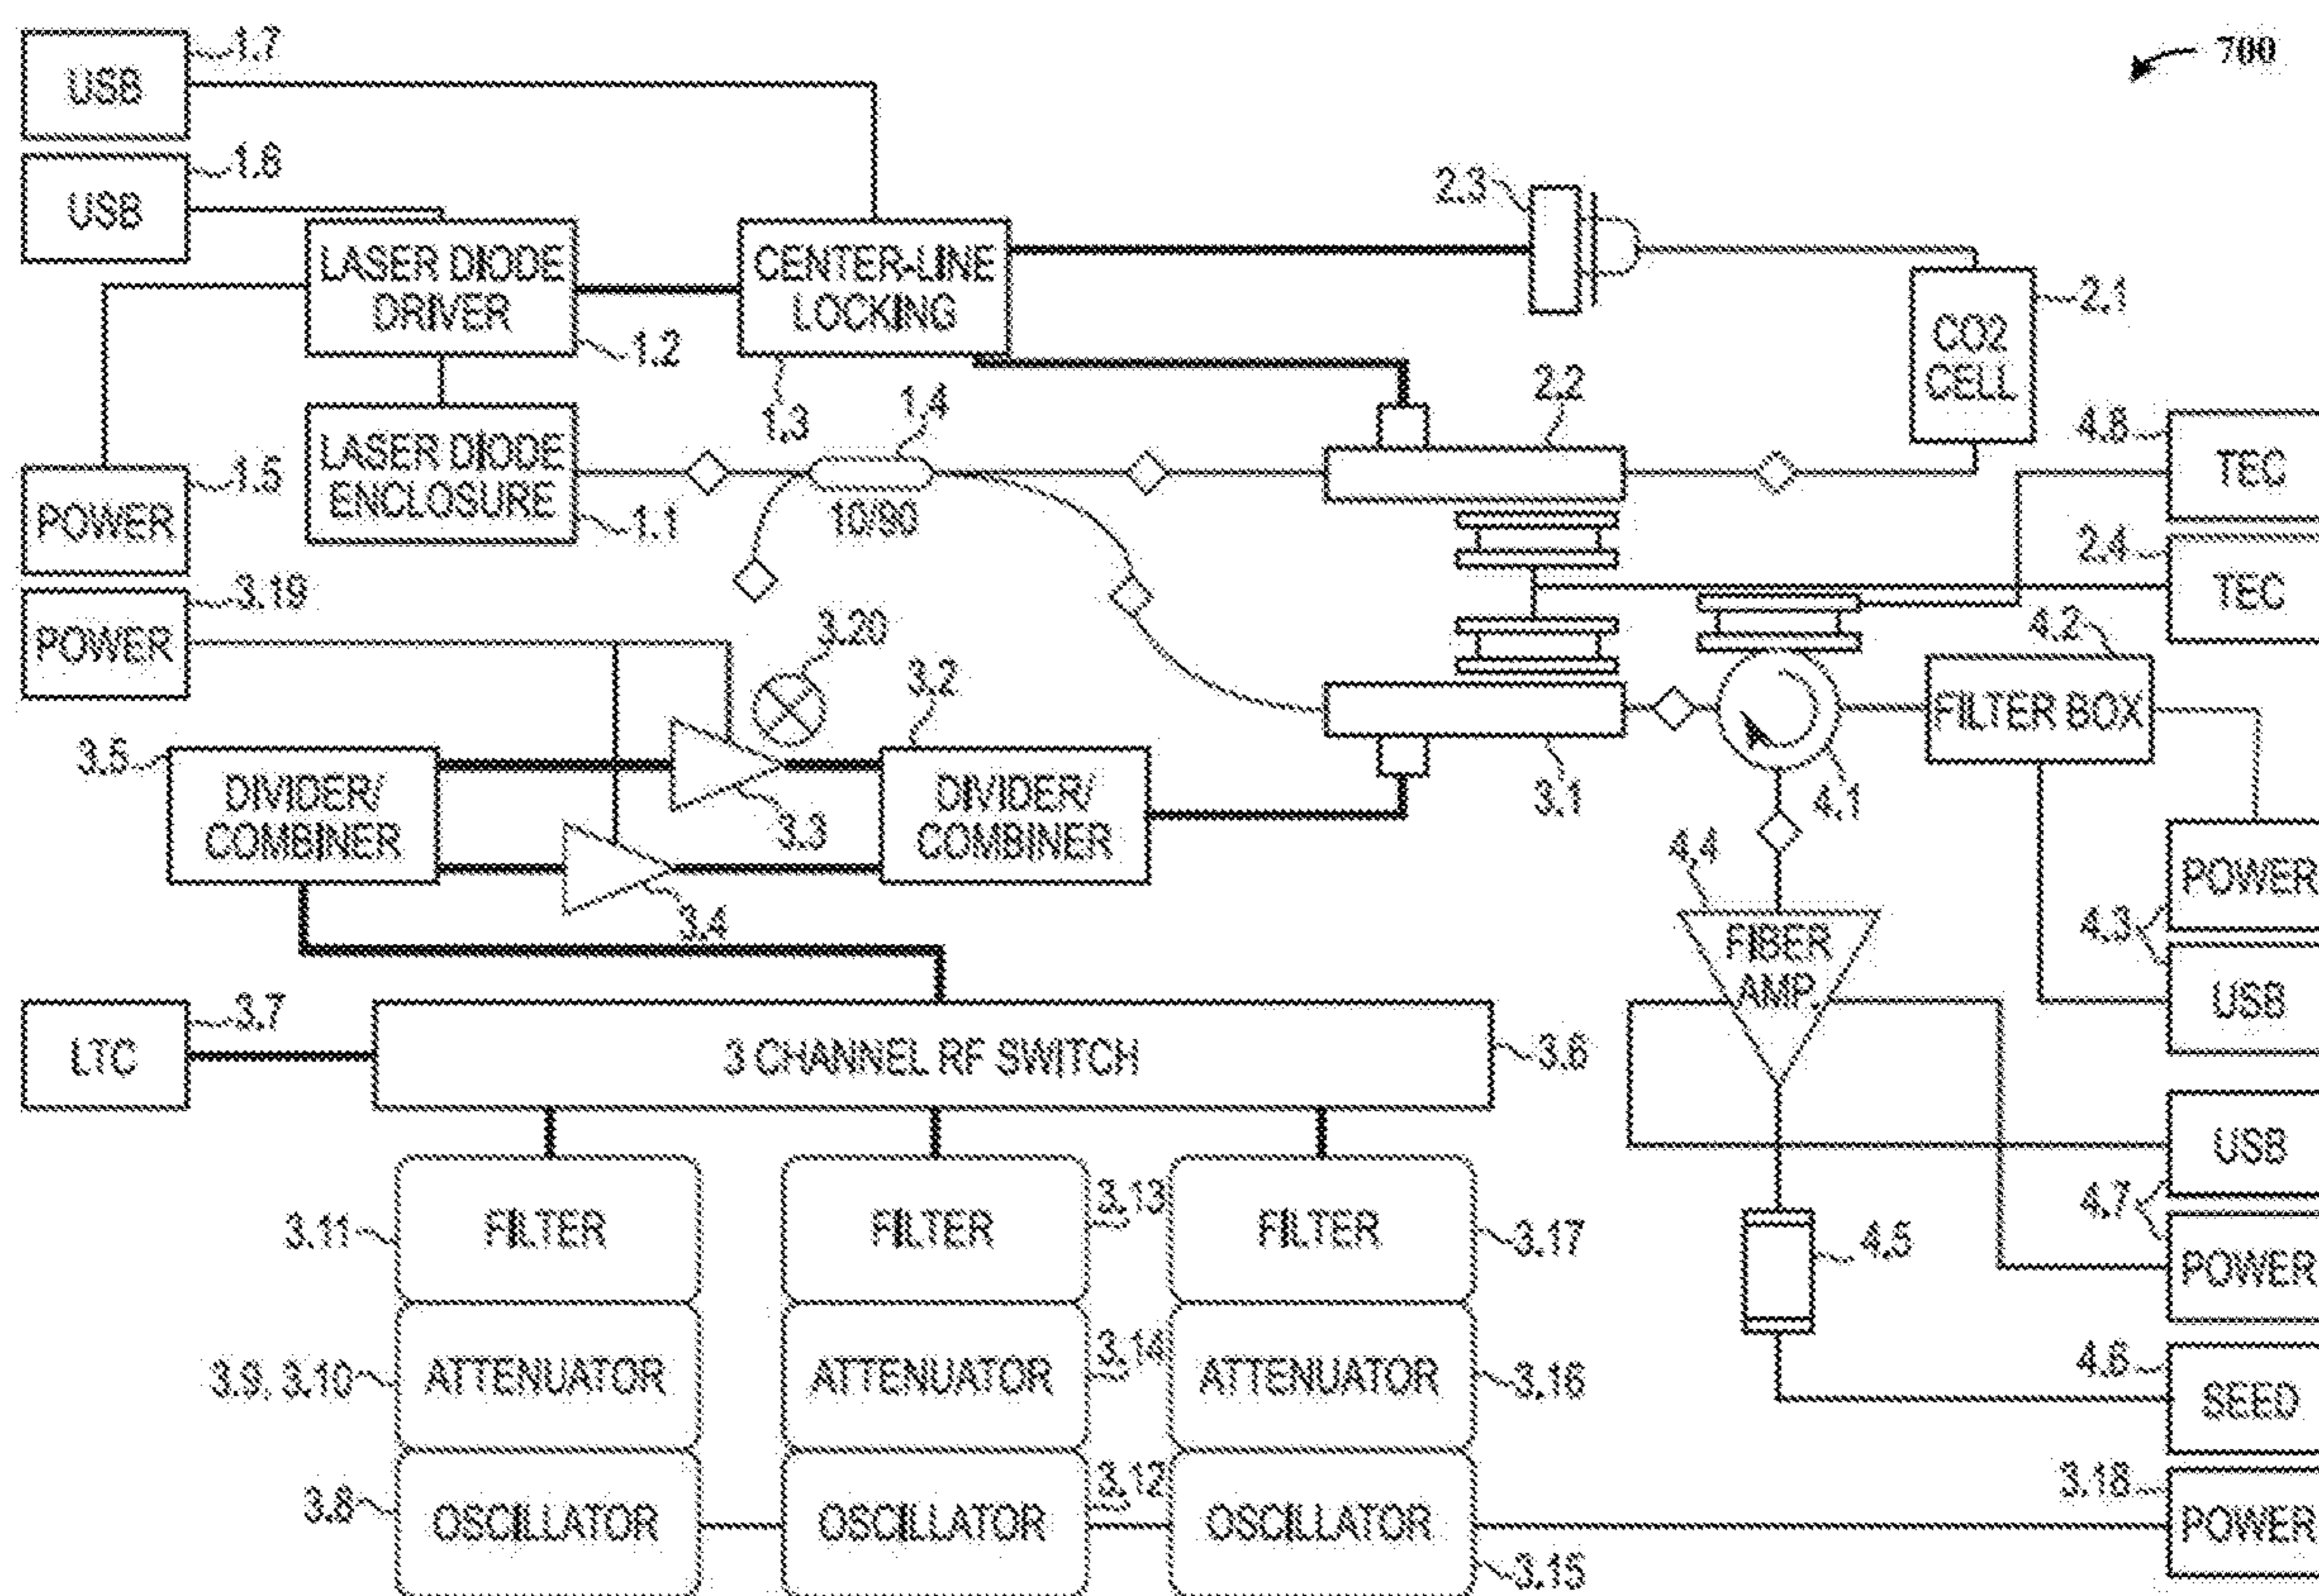 700
1.7
USB
1.6
USB
LASER DIODE
DRIVER
1.2
CENTER-LINE
LOCKING
1.3
2.3
2.1
CO2
CELL
2.2
1.4
10/90
LASER DIODE
ENCLOSURE
1.1
1.5
POWER
3.19
POWER
4.8
TEC
2.4
TEC
4.2
FILTER BOX
3.20
3.2
3.5
DIVIDER/
COMBINER
3.3
3.4
DIVIDER/
COMBINER
3.1
4.1
4.4
FIBER
AMP.
POWER
4.3
USB
3.7
LTC
3 CHANNEL RF SWITCH
3.6
USB
4.7
POWER
4.5
3.11
FILTER
FILTER
3.13
FILTER
3.17
3.9, 3.10
ATTENUATOR
ATTENUATOR
3.14
ATTENUATOR
3.16
4.6
SEED
3.8
OSCILLATOR
OSCILLATOR
3.12
OSCILLATOR
3.15
3.18
POWER